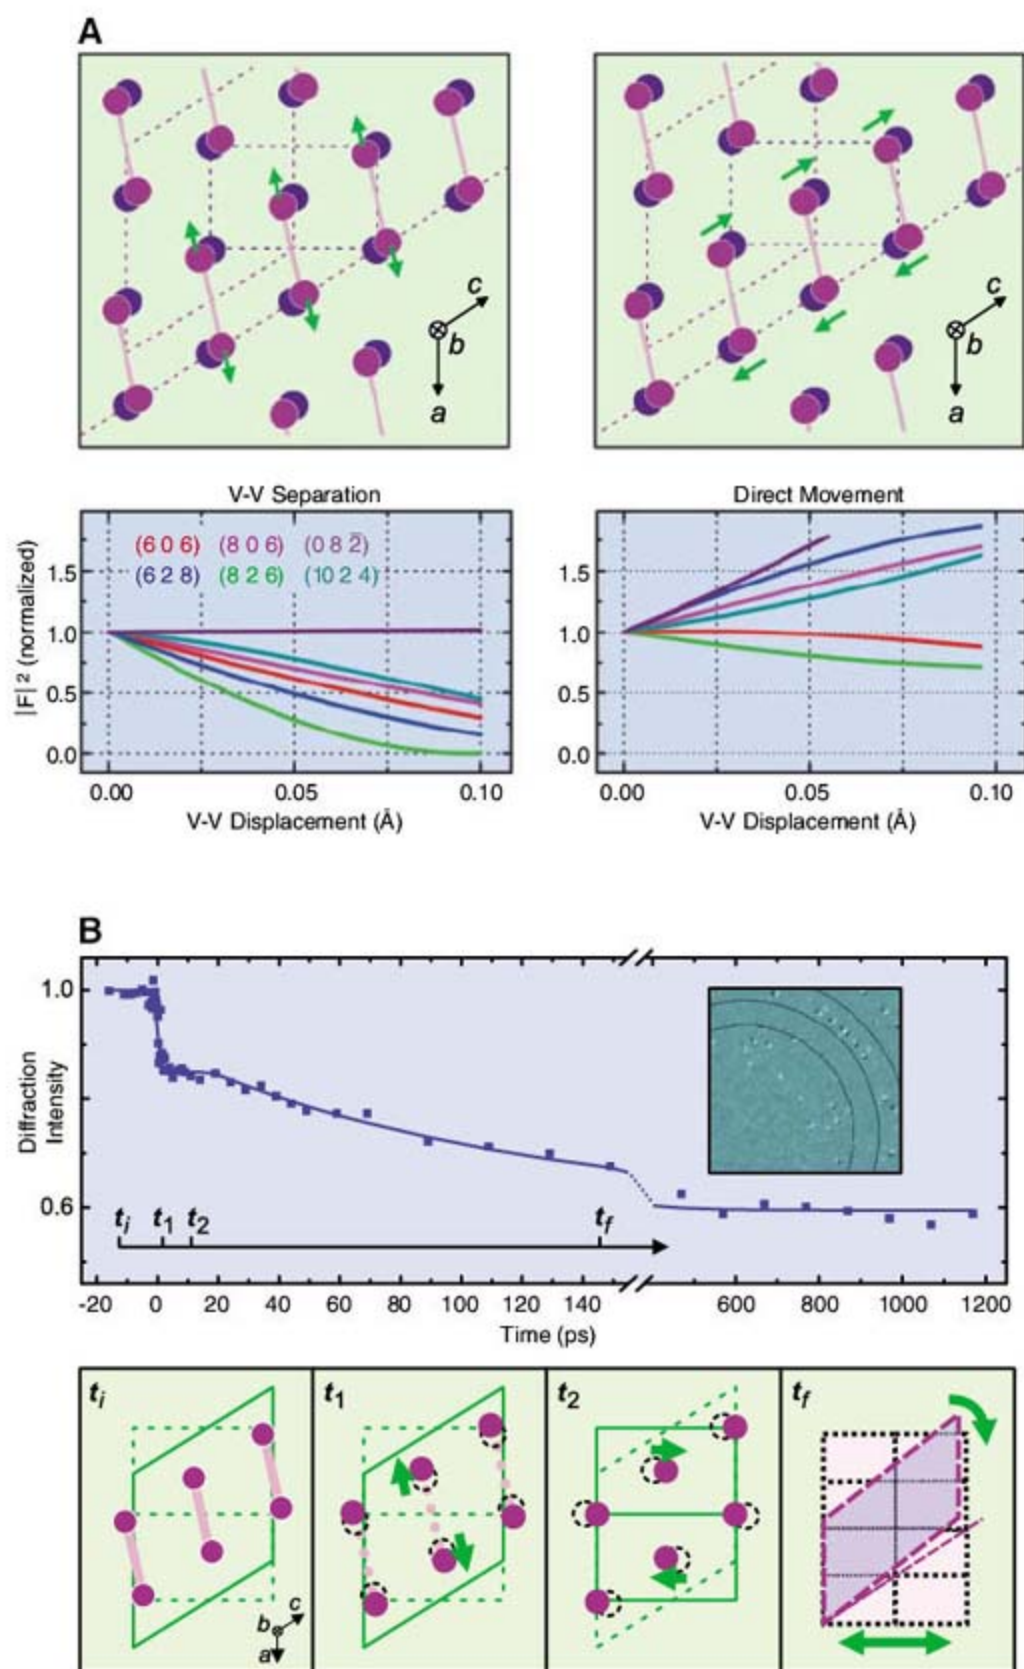 A
c
b
a
c
b
a
V-V Separation
Direct Movement
|F|² (normalized)
(6 0 6) (8 0 6) (0 8 2̅)
(6 2 8) (8 2 6) (10 2 4)
1.5
1.0
0.5
0.0
1.5
1.0
0.5
0.0
0.00 0.05 0.10
0.00 0.05 0.10
V-V Displacement (Å)
V-V Displacement (Å)
B
Diffraction
Intensity
1.0
0.6
ti t1 t2 tf
-20 0 20 40 60 80 100 120 140 600 800 1000 1200
Time (ps)
ti
t1
t2
tf
c
b
a